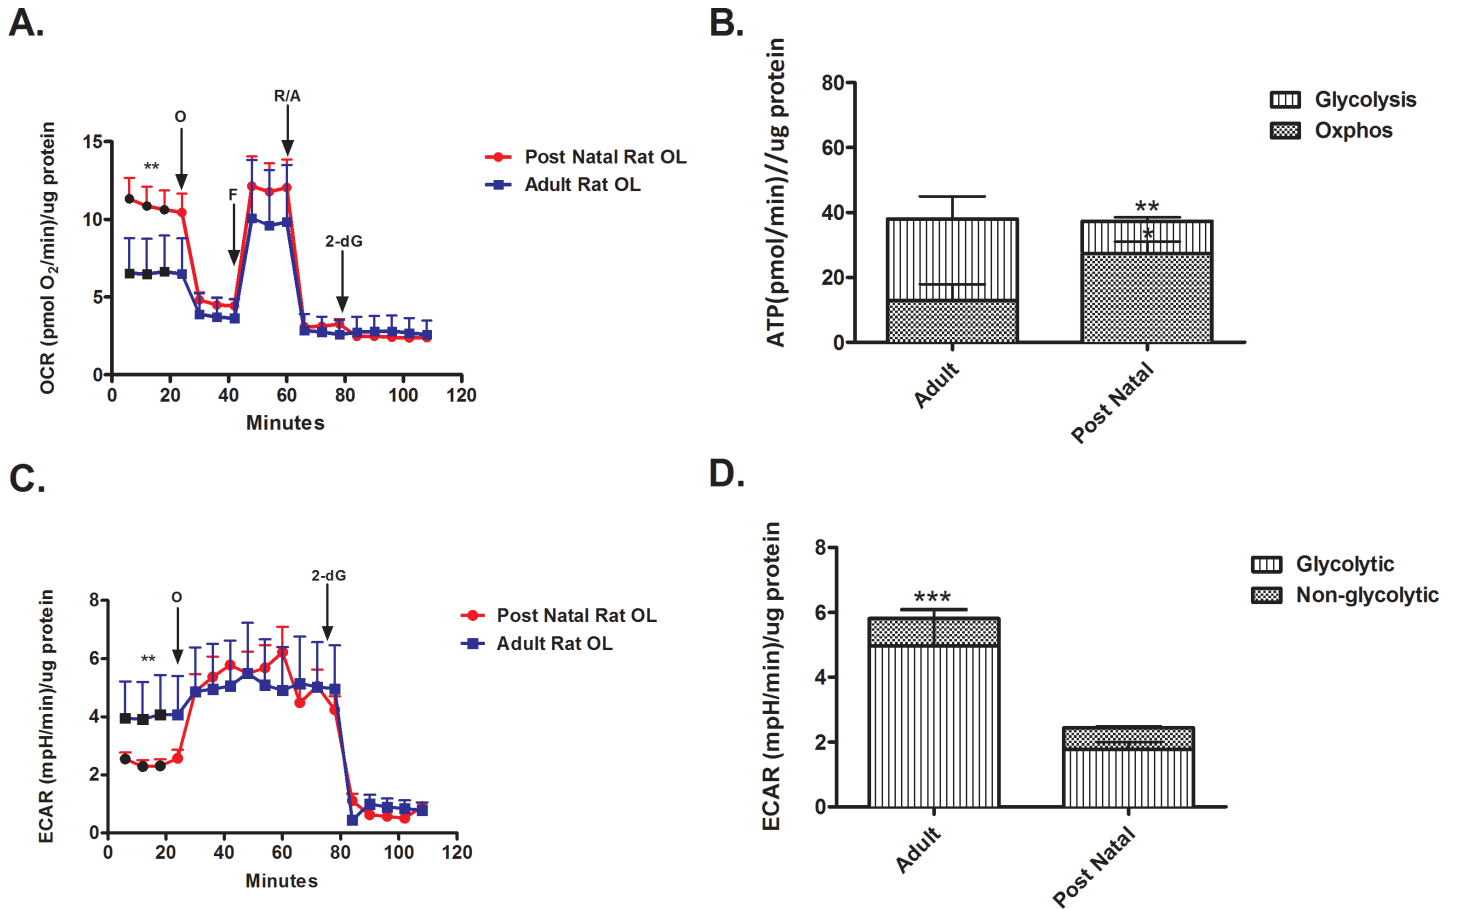 A.
OCR (pmol O2/min)/ug protein
R/A
O
**
F
2-dG
15
10
5
0
0 20 40 60 80 100 120
Minutes
Post Natal Rat OL
Adult Rat OL
B.
ATP(pmol/min)//ug protein
80
60
40
20
0
**
*
Adult
Post Natal
Glycolysis
Oxphos
C.
ECAR (mpH/min)/ug protein
2-dG
O
**
8
6
4
2
0
0 20 40 60 80 100 120
Minutes
Post Natal Rat OL
Adult Rat OL
D.
ECAR (mpH/min)/ug protein
8
6
4
2
0
***
Adult
Post Natal
Glycolytic
Non-glycolytic